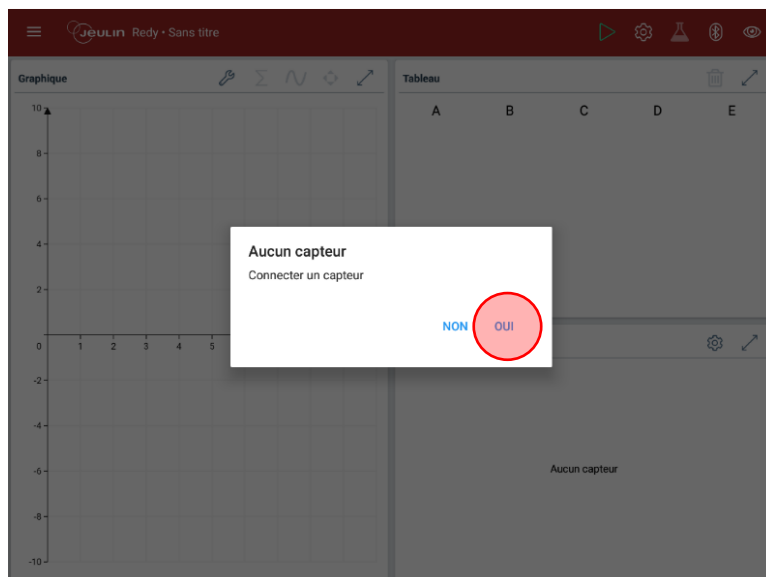 Jeulin Redy • Sans titre
Graphique
Tableau
A B C D E
10
8
6
4
2
0 1 2 3 4 5
-2
-4
-6
-8
-10
Aucun capteur
Connecter un capteur
NON OUI
Aucun capteur